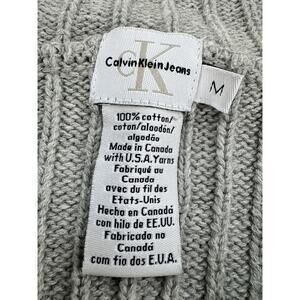 cK
Calvin Klein Jeans
M
100% cotton/
coton/algodón/
algodão
Made in Canada
with U.S.A. Yarns
Fabriqué au
Canada
avec du fil des
Etats-Unis
Hecho en Canadá
con hilo de EE.UU.
Fabricado no
Canadá
com fio dos E.U.A.